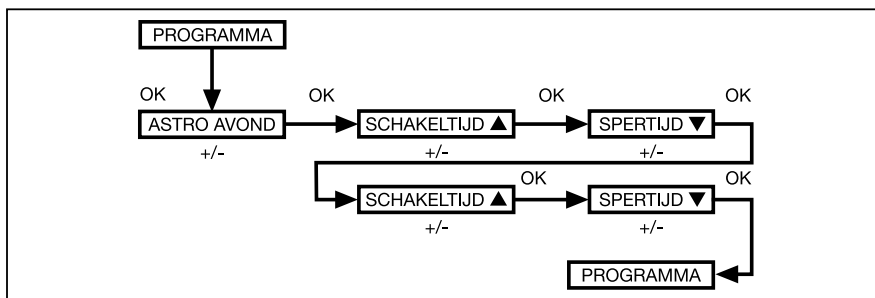 PROGRAMMA
OK OK OK OK
ASTRO AVOND SCHAKELTIJD ▲ SPERTIJD ▼
+/- +/- +/-
OK OK
SCHAKELTIJD ▲ SPERTIJD ▼
+/- +/-
PROGRAMMA